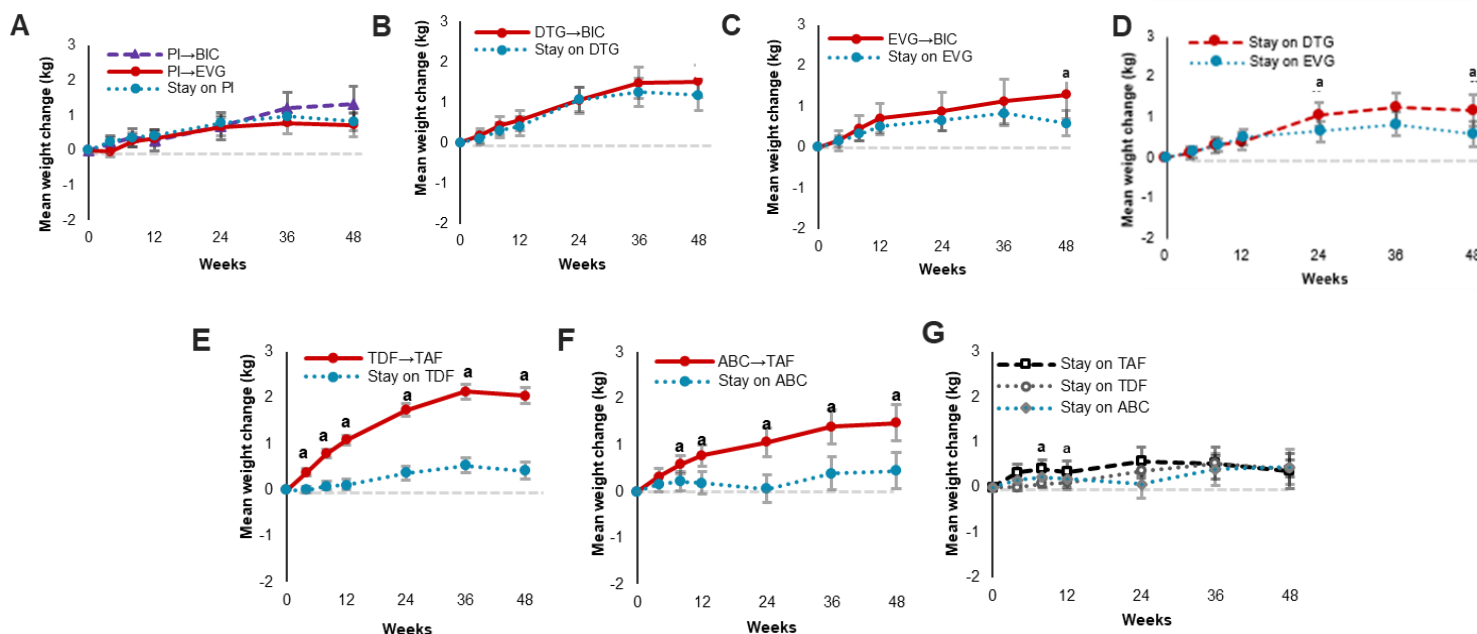 A
Mean weight change (kg)
3
2
1
0
1
-2
PI→BIC
PI→EVG
Stay on PI
0 12 24 36 48
Weeks
B
Mean weight change (kg)
3
2
1
0
1
2
DTG→BIC
Stay on DTG
0 12 24 36 48
Weeks
C
Mean weight change (kg)
3
2
1
0
1
2
EVG→BIC
Stay on EVG
a
0 12 24 36 48
Weeks
D
Mean weight change (kg)
3
2
1
0
-1
-2
Stay on DTG
Stay on EVG
a a
0 12 24 36 48
Weeks
E
Mean weight change (kg)
3
2
1
0
-1
-2
TDF→TAF
Stay on TDF
a a a a a a
0 12 24 36 48
Weeks
F
Mean weight change (kg)
3
2
1
0
-1
-2
ABC→TAF
Stay on ABC
a a a a a
0 12 24 36 48
Weeks
G
Mean weight change (kg)
3
2
1
0
-1
-2
Stay on TAF
Stay on TDF
Stay on ABC
a a
0 12 24 36 48
Weeks